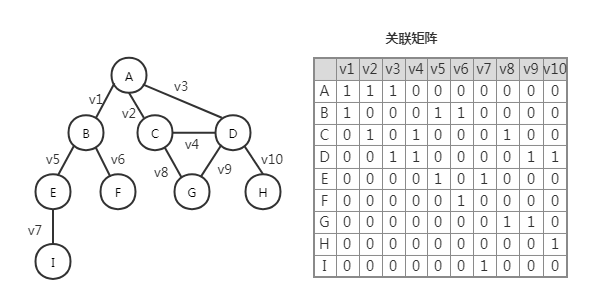 关联矩阵
A
v1
v2
v3
B
C
D
v4
v5
v6
v8
v9
v10
E
F
G
H
v7
I
v1 v2 v3 v4 v5 v6 v7 v8 v9 v10
A 1 1 1 0 0 0 0 0 0 0
B 1 0 0 0 1 1 0 0 0 0
C 0 1 0 1 0 0 0 1 0 0
D 0 0 1 1 0 0 0 0 1 1
E 0 0 0 0 1 0 1 0 0 0
F 0 0 0 0 0 1 0 0 0 0
G 0 0 0 0 0 0 0 1 1 0
H 0 0 0 0 0 0 0 0 0 1
I 0 0 0 0 0 0 1 0 0 0